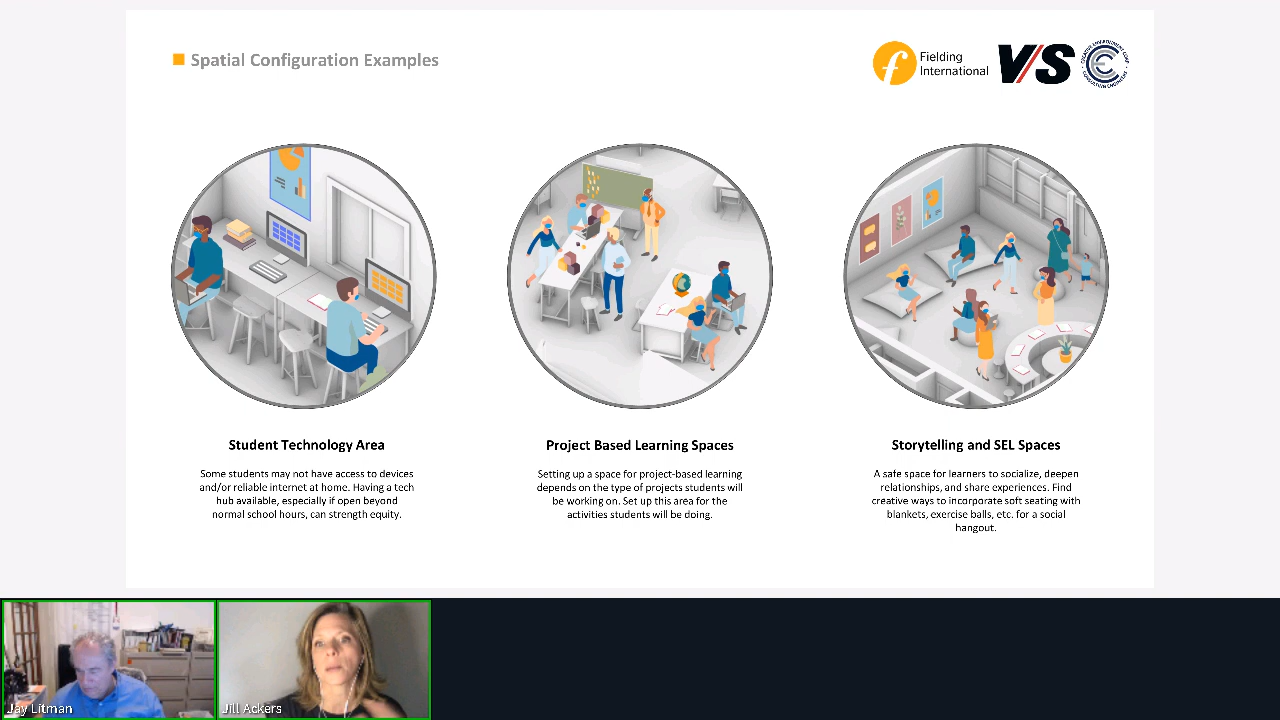 Spatial Configuration Examples
Fielding
International
V/S
Student Technology Area
Some students may not have access to devices
and/or reliable internet at home. Having a tech
hub available, especially if open beyond
normal school hours, can strength equity.
Project Based Learning Spaces
Setting up a space for project-based learning
depends on the type of projects students will
be working on. Set up this area for the
activities students will be doing.
Storytelling and SEL Spaces
A safe space for learners to socialize, deepen
relationships, and share experiences. Find
creative ways to incorporate soft seating with
blankets, exercise balls, etc. for a social
hangout.
Jay Litman
Jill Ackers